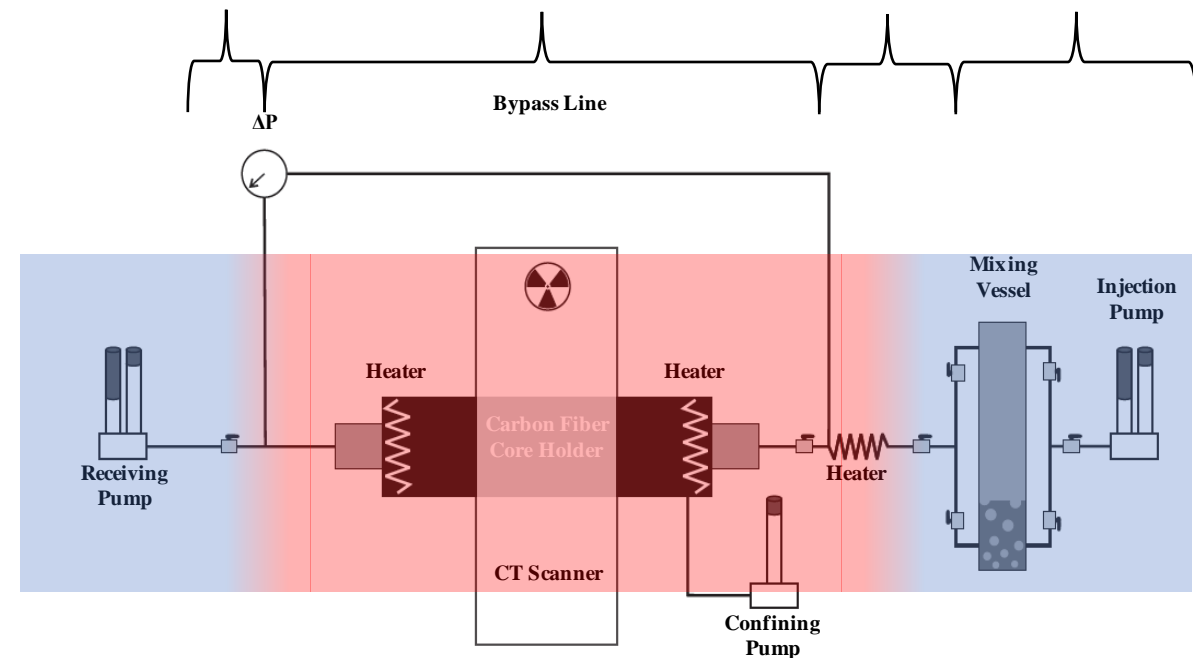 Bypass Line
ΔP
Mixing
Vessel
Injection
Pump
Heater
Heater
Carbon Fiber
Core Holder
Receiving
Pump
Heater
CT Scanner
Confining
Pump